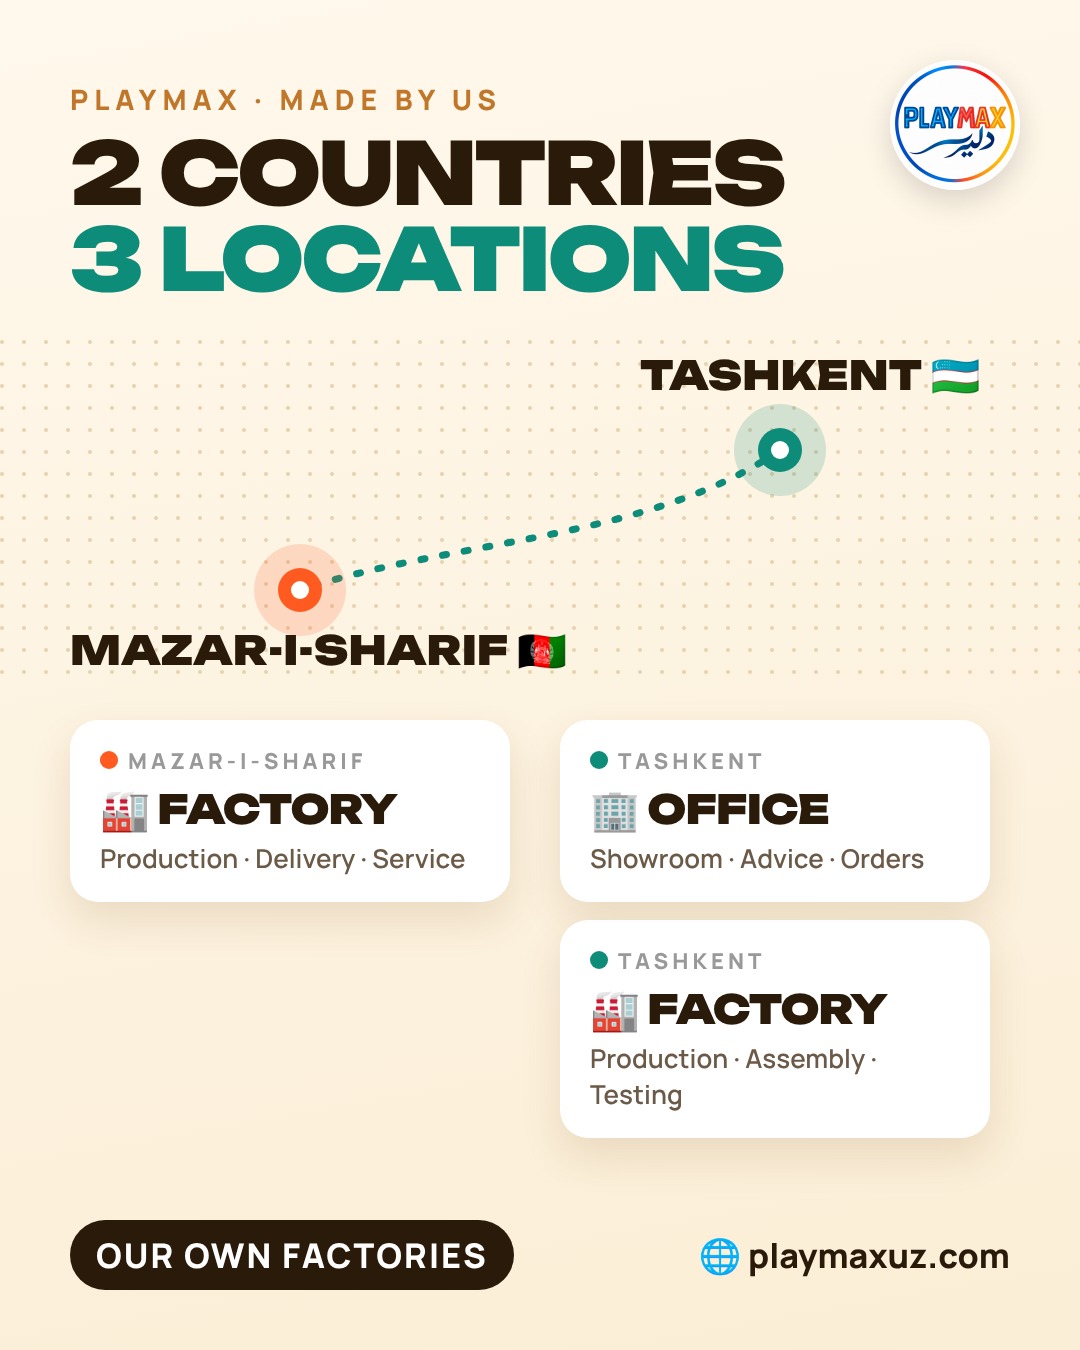 PLAYMAX · MADE BY US
2 COUNTRIES
3 LOCATIONS
PLAYMAX
دلیر
TASHKENT
MAZAR-I-SHARIF
MAZAR-I-SHARIF
FACTORY
Production · Delivery · Service
TASHKENT
OFFICE
Showroom · Advice · Orders
TASHKENT
FACTORY
Production · Assembly ·
Testing
OUR OWN FACTORIES
playmaxuz.com